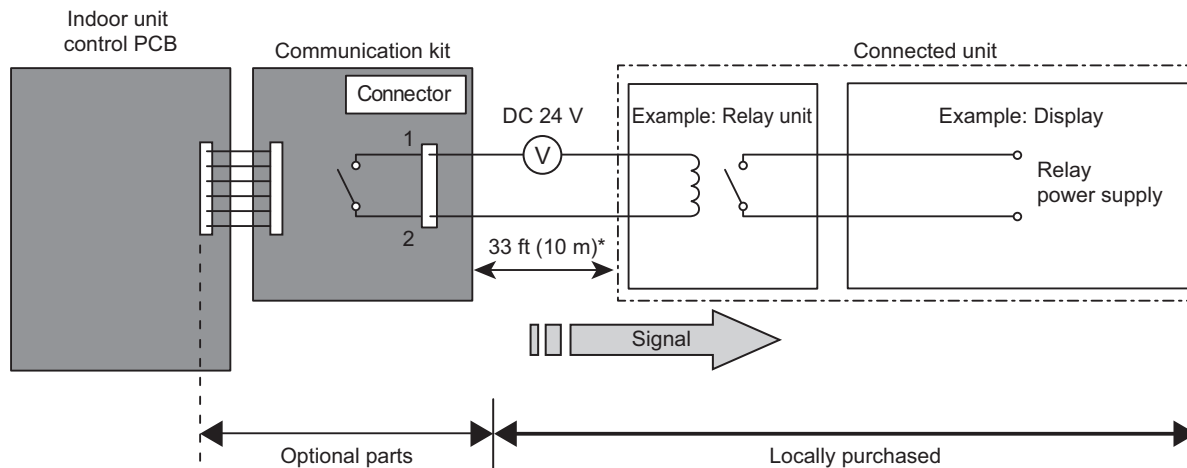 Indoor unit
control PCB
Communication kit
Connected unit
Connector
DC 24 V
Example: Relay unit
Example: Display
1
V
Relay
power supply
2
33 ft (10 m)*
Signal
Optional parts
Locally purchased